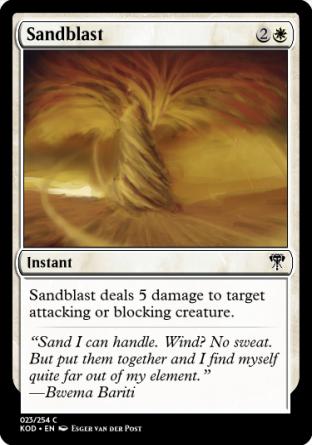 Sandblast 2
Instant
Sandblast deals 5 damage to target
attacking or blocking creature.
“Sand I can handle. Wind? No sweat.
But put them together and I find myself
quite far out of my element.”
—Bwema Bariti
023/254 C
KOD • EN Esger van der Post